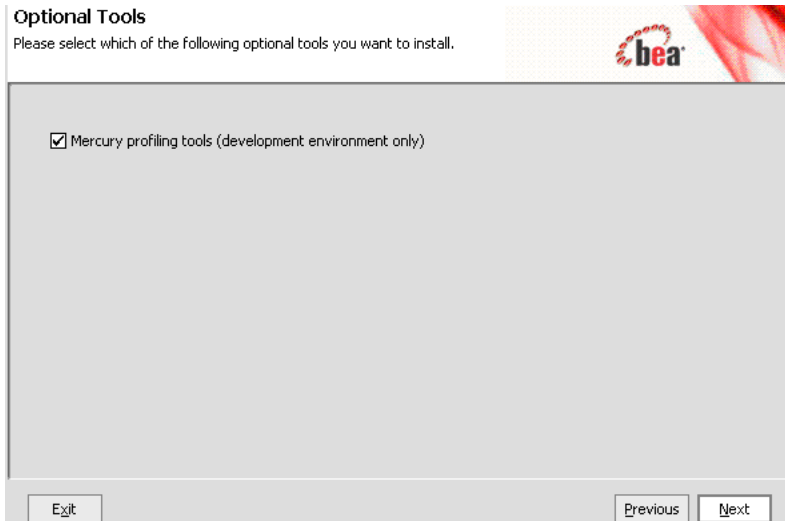 Optional Tools
Please select which of the following optional tools you want to install.
bea
Mercury profiling tools (development environment only)
Exit
Previous
Next